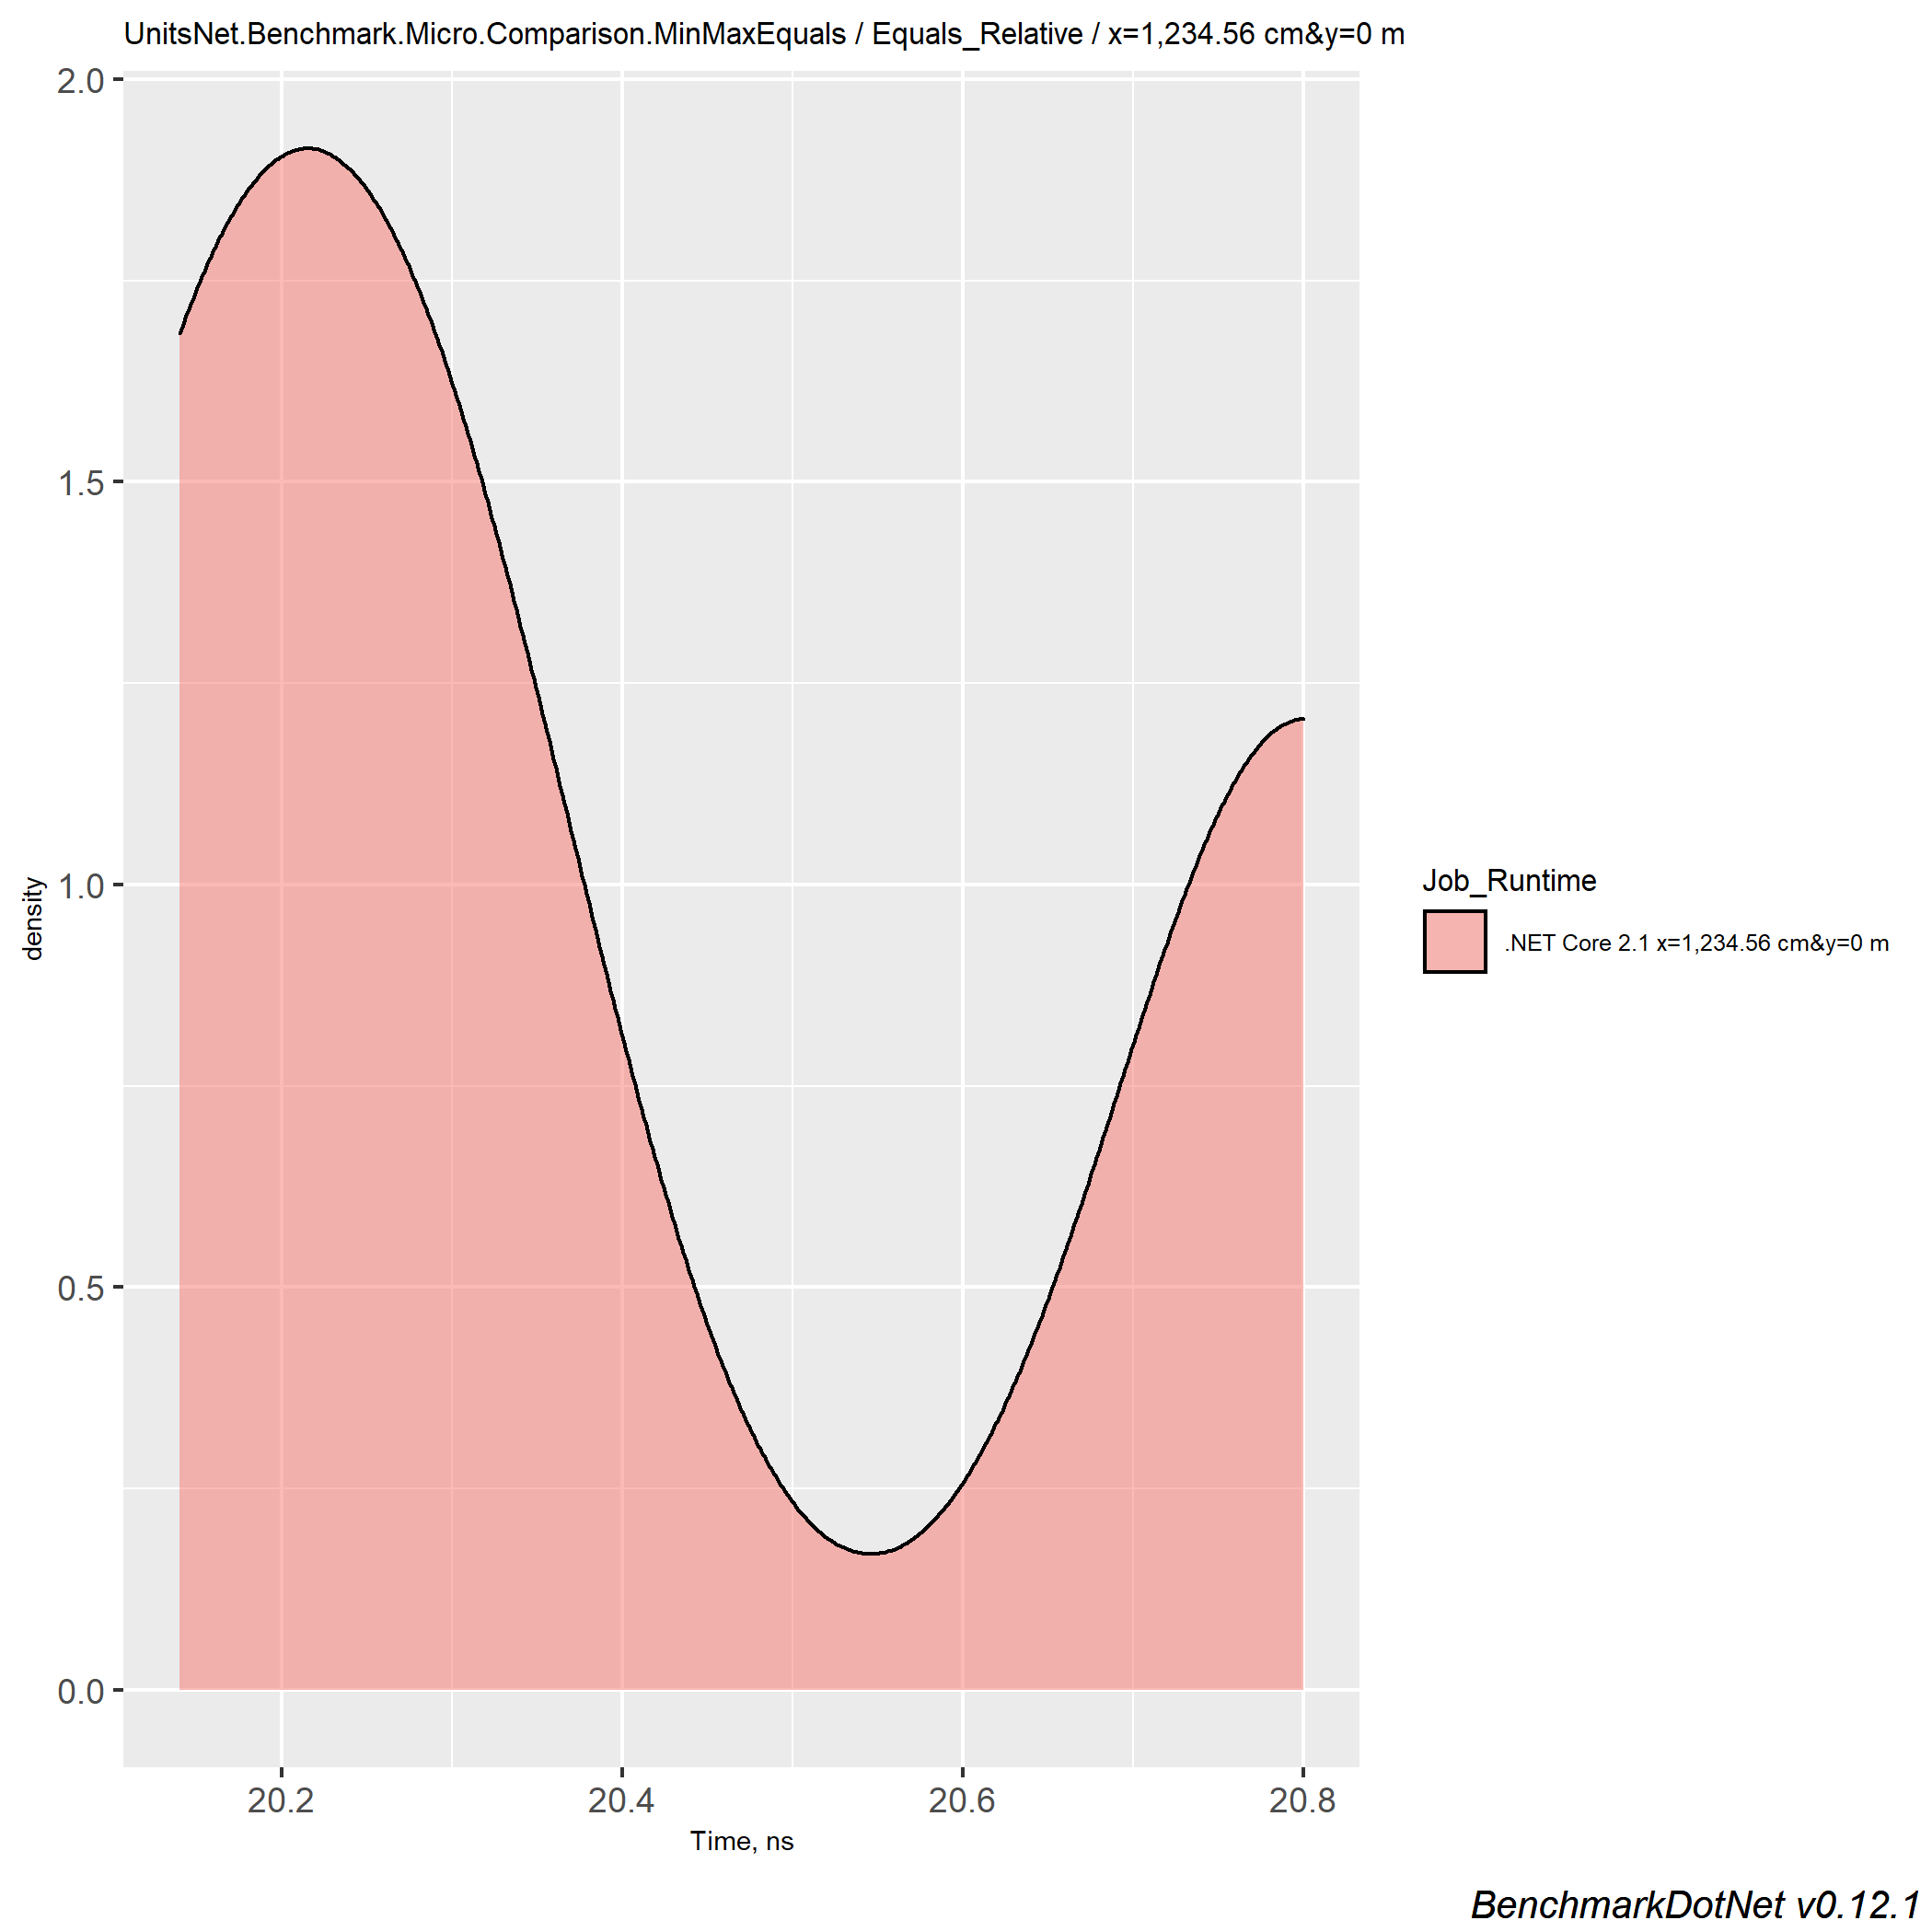 UnitsNet.Benchmark.Micro.Comparison.MinMaxEquals / Equals_Relative / x=1,234.56 cm&y=0 m
2.0
1.5
1.0
0.5
0.0
density
20.2 20.4 20.6 20.8
Time, ns
Job_Runtime
.NET Core 2.1 x=1,234.56 cm&y=0 m
BenchmarkDotNet v0.12.1